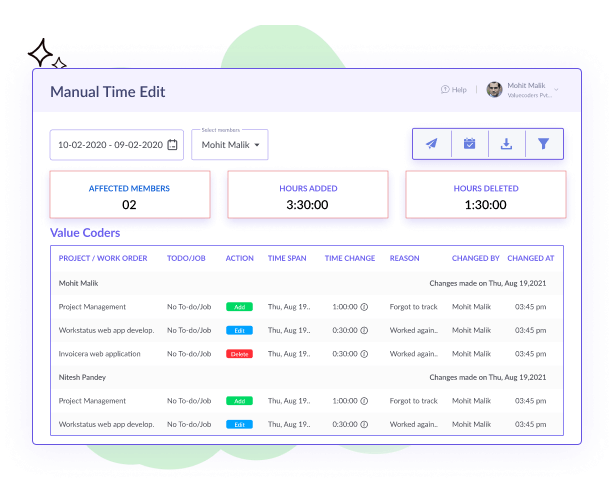 Manual Time Edit
Help
Mohit Malik
Valuecoders Pvt...
10-02-2020 - 09-02-2020
Select members
Mohit Malik
AFFECTED MEMBERS
02
HOURS ADDED
3:30:00
HOURS DELETED
1:30:00
Value Coders
PROJECT / WORK ORDER TODO/JOB ACTION TIME SPAN TIME CHANGE REASON CHANGED BY CHANGED AT
Mohit Malik Changes made on Thu, Aug 19,2021
Project Management No To-do/Job Add Thu, Aug 19.. 1:00:00 Forgot to track Mohit Malik 03:45 pm
Workstatus web app develop. No To-do/Job Edit Thu, Aug 19.. 0:30:00 Worked again.. Mohit Malik 03:45 pm
Invoicera web application No To-do/Job Delete Thu, Aug 19.. 0:30:00 Worked again.. Mohit Malik 03:45 pm
Nitesh Pandey Changes made on Thu, Aug 19,2021
Project Management No To-do/Job Add Thu, Aug 19.. 1:00:00 Forgot to track Mohit Malik 03:45 pm
Workstatus web app develop. No To-do/Job Edit Thu, Aug 19.. 0:30:00 Worked again.. Mohit Malik 03:45 pm